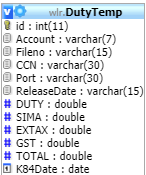 wlr.DutyTemp
id : int(11)
Account : varchar(7)
Fileno : varchar(15)
CCN : varchar(30)
Port : varchar(30)
ReleaseDate : varchar(15)
DUTY : double
SIMA : double
EXTAX : double
GST : double
TOTAL : double
K84Date : date